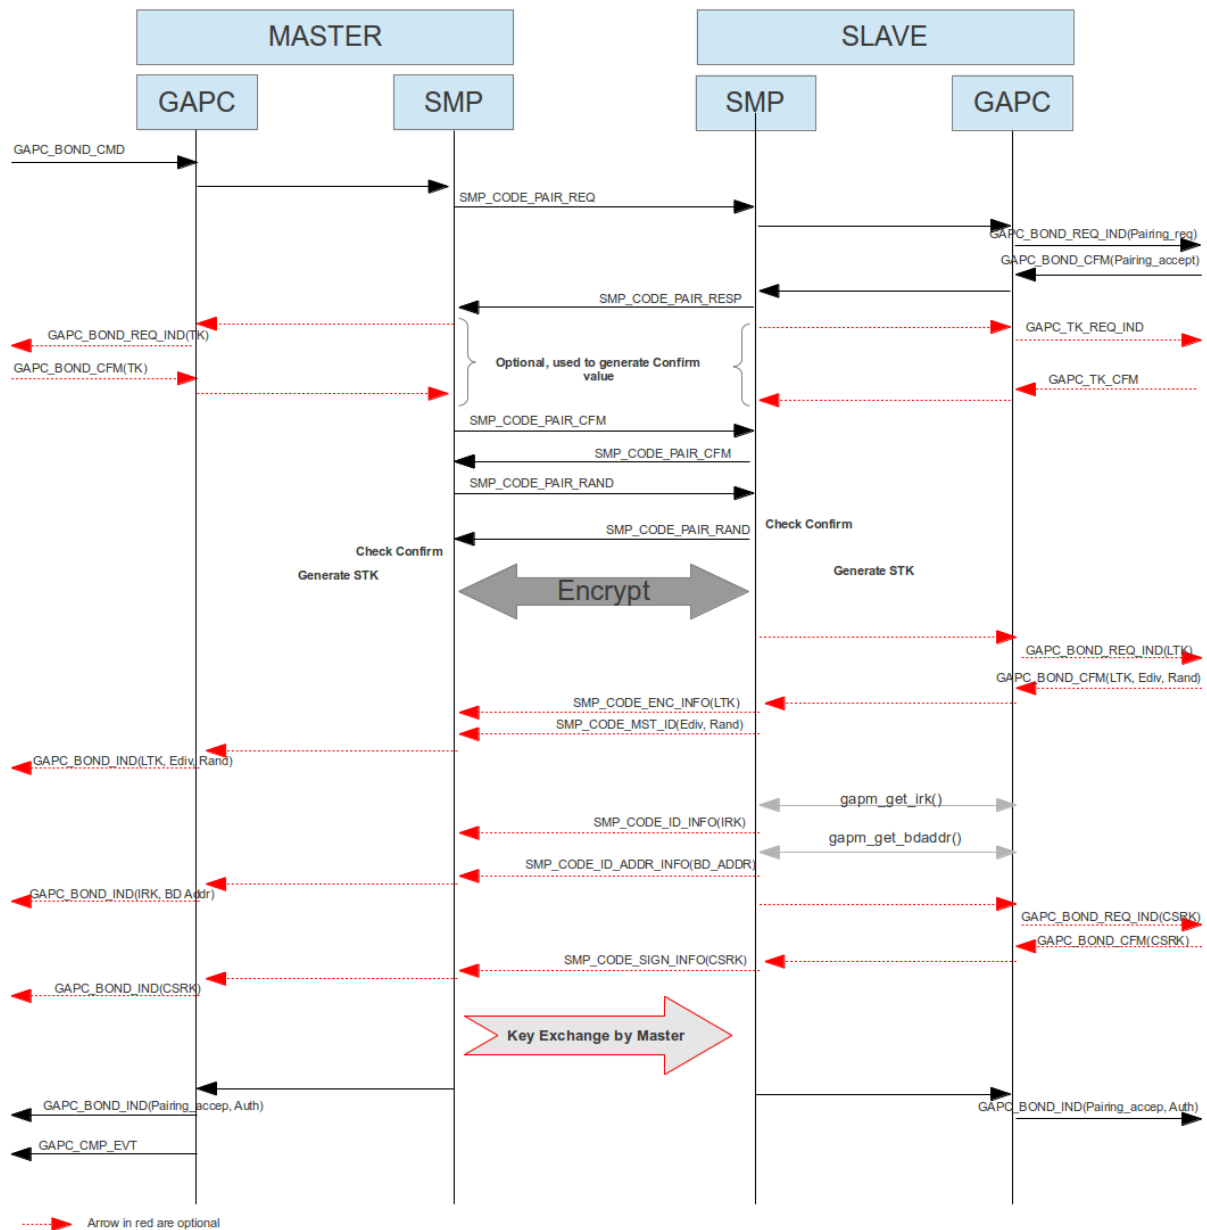 MASTER
SLAVE
GAPC
SMP
SMP
GAPC
GAPC_BOND_CMD
SMP_CODE_PAIR_REQ
GAPC_BOND_REQ_IND(Pairing_req)
GAPC_BOND_CFM(Pairing_accept)
SMP_CODE_PAIR_RESP
GAPC_BOND_REQ_IND(TK)
GAPC_TK_REQ_IND
Optional, used to generate Confirm
value
GAPC_BOND_CFM(TK)
GAPC_TK_CFM
SMP_CODE_PAIR_CFM
SMP_CODE_PAIR_CFM
SMP_CODE_PAIR_RAND
SMP_CODE_PAIR_RAND
Check Confirm
Check Confirm
Generate STK
Generate STK
Encrypt
GAPC_BOND_REQ_IND(LTK)
GAPC_BOND_CFM(LTK, Ediv, Rand)
SMP_CODE_ENC_INFO(LTK)
SMP_CODE_MST_ID(Ediv, Rand)
GAPC_BOND_IND(LTK, Ediv, Rand)
gapm_get_irk()
SMP_CODE_ID_INFO(IRK)
gapm_get_bdaddr()
SMP_CODE_ID_ADDR_INFO(BD_ADDR)
GAPC_BOND_IND(IRK, BD Addr)
GAPC_BOND_REQ_IND(CSRK)
GAPC_BOND_CFM(CSRK)
SMP_CODE_SIGN_INFO(CSRK)
GAPC_BOND_IND(CSRK)
Key Exchange by Master
GAPC_BOND_IND(Pairing_accep, Auth)
GAPC_BOND_IND(Pairing_accep, Auth)
GAPC_CMP_EVT
Arrow in red are optional